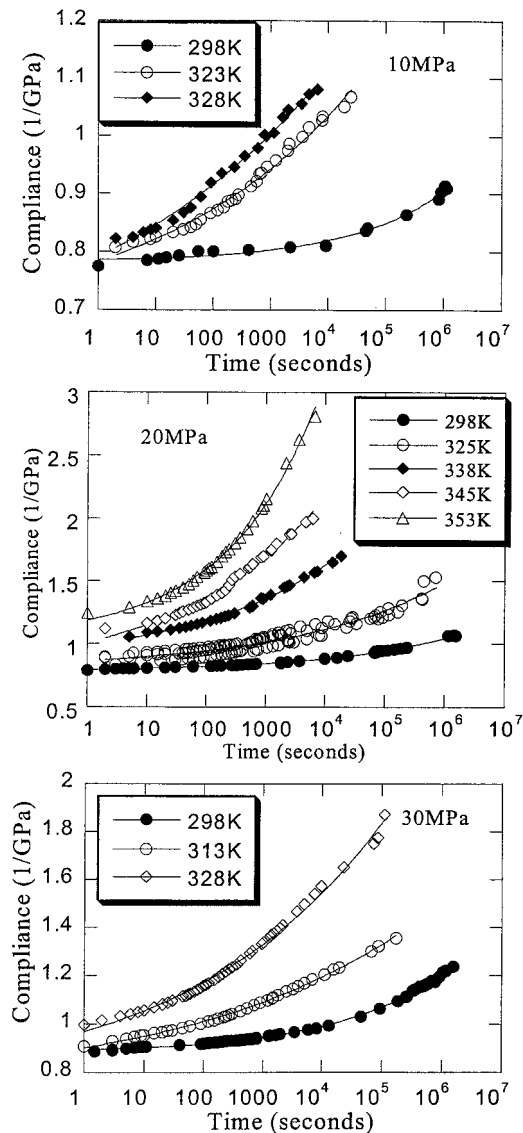 1.2
1.1
1
0.9
0.8
0.7
Compliance (1/GPa)
298K
323K
328K
10MPa
1 10 100 1000 10⁴ 10⁵ 10⁶ 10⁷
Time (seconds)
3
2.5
2
1.5
1
0.5
Compliance (1/GPa)
20MPa
298K
325K
338K
345K
353K
1 10 100 1000 10⁴ 10⁵ 10⁶ 10⁷
Time (seconds)
2
1.8
1.6
1.4
1.2
1
0.8
Compliance (1/GPa)
298K
313K
328K
30MPa
1 10 100 1000 10⁴ 10⁵ 10⁶ 10⁷
Time (seconds)